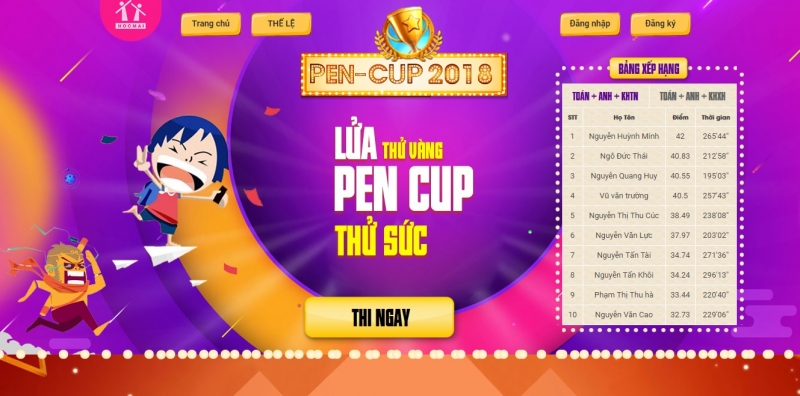 HOCMAI
Trang chủ
THỂ LỆ
Đăng nhập
Đăng ký
PEN-CUP 2018
LỬA THỬ VÀNG
PEN CUP
THỬ SỨC
THI NGAY
BẢNG XẾP HẠNG
TOÁN + ANH + KHTN TOÁN + ANH + KHXH
STT Họ Tên Điểm Thời gian
1 Nguyễn Huỳnh Minh 42 265'44"
2 Ngô Đức Thái 40.83 212'58"
3 Nguyễn Quang Huy 40.55 195'03"
4 Vũ văn trường 40.5 257'43"
5 Nguyễn Thị Thu Cúc 38.49 238'08"
6 Nguyễn Văn Lực 37.97 203'02"
7 Nguyễn Tấn Tài 34.74 271'36"
8 Nguyễn Tấn Khôi 34.24 296'13"
9 Phạm Thị Thu hà 33.44 220'40"
10 Nguyễn Văn Cao 32.73 229'06"